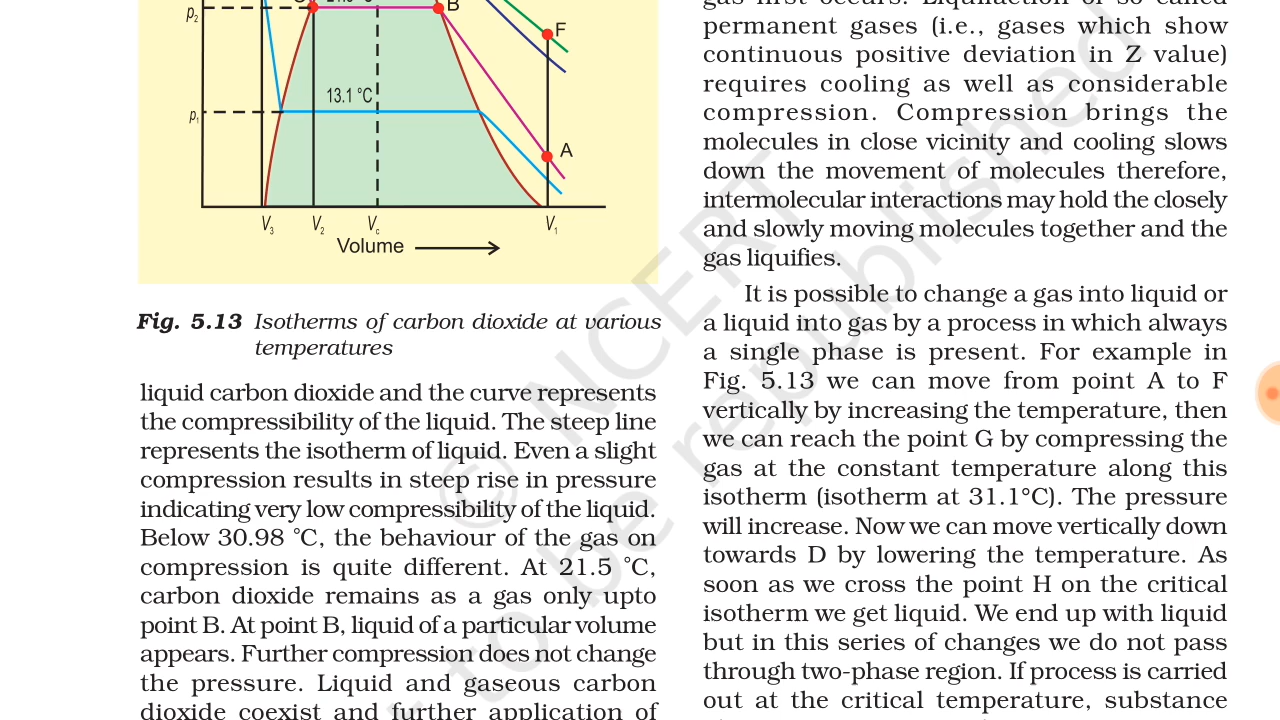 p₂
B
F
13.1 °C
p₁
A
V₃ V₂ V꜀ V₁
Volume
Fig. 5.13 Isotherms of carbon dioxide at various
temperatures
liquid carbon dioxide and the curve represents
the compressibility of the liquid. The steep line
represents the isotherm of liquid. Even a slight
compression results in steep rise in pressure
indicating very low compressibility of the liquid.
Below 30.98 °C, the behaviour of the gas on
compression is quite different. At 21.5 °C,
carbon dioxide remains as a gas only upto
point B. At point B, liquid of a particular volume
appears. Further compression does not change
the pressure. Liquid and gaseous carbon
dioxide coexist and further application of
permanent gases (i.e., gases which show
continuous positive deviation in Z value)
requires cooling as well as considerable
compression. Compression brings the
molecules in close vicinity and cooling slows
down the movement of molecules therefore,
intermolecular interactions may hold the closely
and slowly moving molecules together and the
gas liquifies.
It is possible to change a gas into liquid or
a liquid into gas by a process in which always
a single phase is present. For example in
Fig. 5.13 we can move from point A to F
vertically by increasing the temperature, then
we can reach the point G by compressing the
gas at the constant temperature along this
isotherm (isotherm at 31.1°C). The pressure
will increase. Now we can move vertically down
towards D by lowering the temperature. As
soon as we cross the point H on the critical
isotherm we get liquid. We end up with liquid
but in this series of changes we do not pass
through two-phase region. If process is carried
out at the critical temperature, substance
© NCERT
to be republished